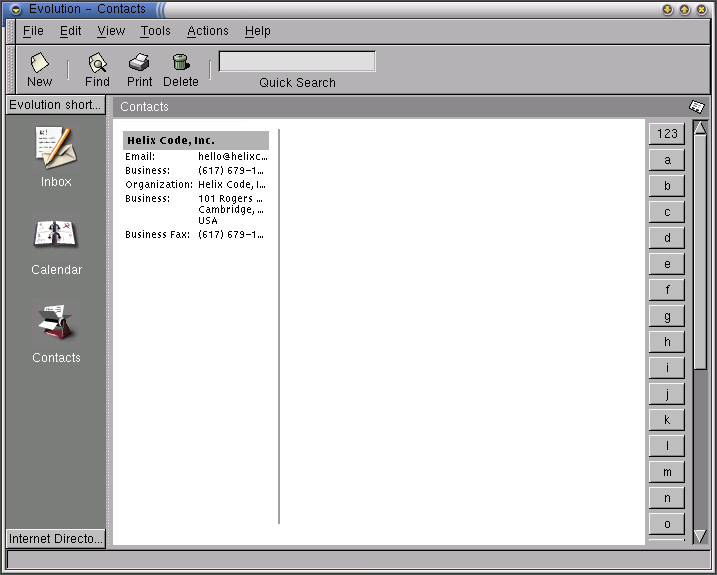 Evolution - Contacts
File Edit View Tools Actions Help
New Find Print Delete Quick Search
Evolution short...
Inbox
Calendar
Contacts
Internet Directo...
Contacts
Helix Code, Inc.
Email: hello@helixc...
Business: (617) 679-1...
Organization: Helix Code, I...
Business: 101 Rogers ...
Cambridge, ...
USA
Business Fax: (617) 679-1...
123
a
b
c
d
e
f
g
h
i
j
k
l
m
n
o